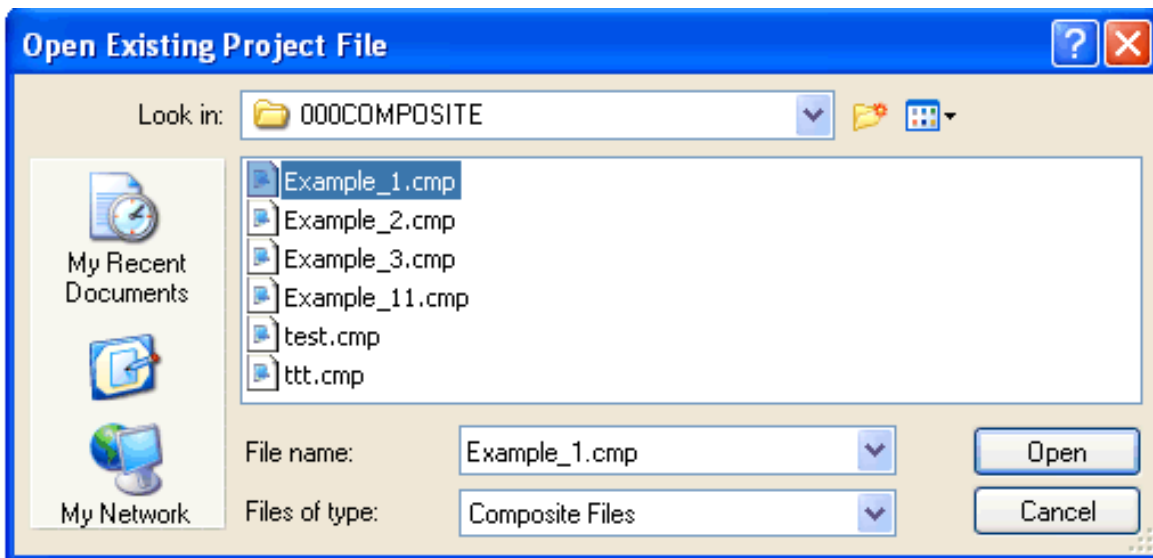 Open Existing Project File
Look in:
000COMPOSITE
My Recent
Documents
My Network
Example_1.cmp
Example_2.cmp
Example_3.cmp
Example_11.cmp
test.cmp
ttt.cmp
File name:
Example_1.cmp
Open
Files of type:
Composite Files
Cancel